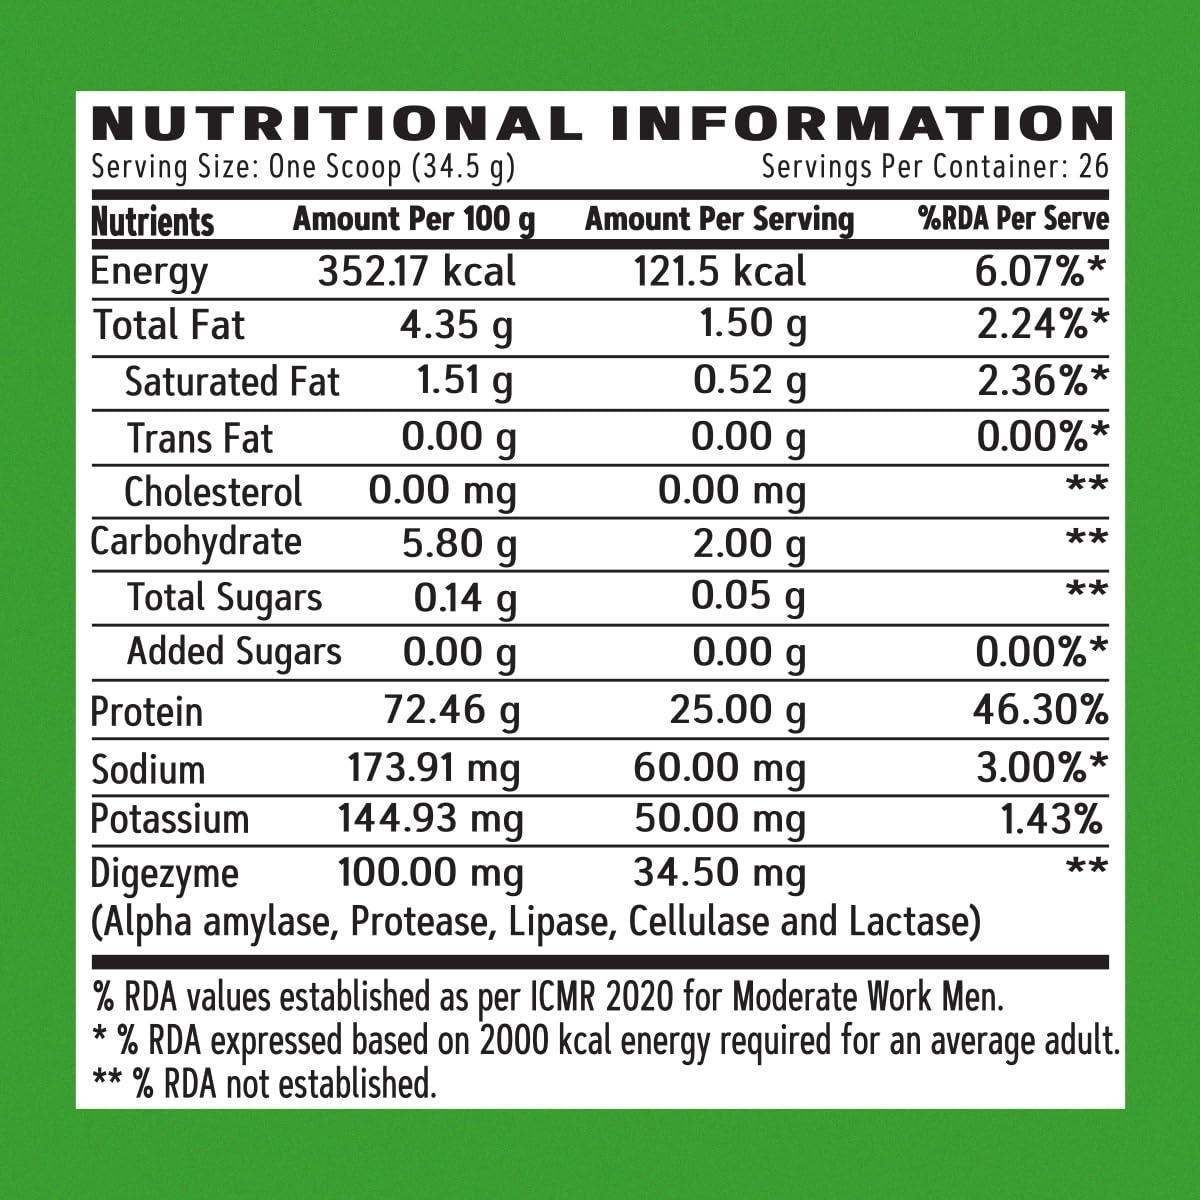 NUTRITIONAL INFORMATION
Serving Size: One Scoop (34.5 g) Servings Per Container: 26
Nutrients Amount Per 100 g Amount Per Serving %RDA Per Serve
Energy 352.17 kcal 121.5 kcal 6.07%*
Total Fat 4.35 g 1.50 g 2.24%*
Saturated Fat 1.51 g 0.52 g 2.36%*
Trans Fat 0.00 g 0.00 g 0.00%*
Cholesterol 0.00 mg 0.00 mg **
Carbohydrate 5.80 g 2.00 g **
Total Sugars 0.14 g 0.05 g **
Added Sugars 0.00 g 0.00 g 0.00%*
Protein 72.46 g 25.00 g 46.30%
Sodium 173.91 mg 60.00 mg 3.00%*
Potassium 144.93 mg 50.00 mg 1.43%
Digezyme 100.00 mg 34.50 mg **
(Alpha amylase, Protease, Lipase, Cellulase and Lactase)
% RDA values established as per ICMR 2020 for Moderate Work Men.
* % RDA expressed based on 2000 kcal energy required for an average adult.
** % RDA not established.